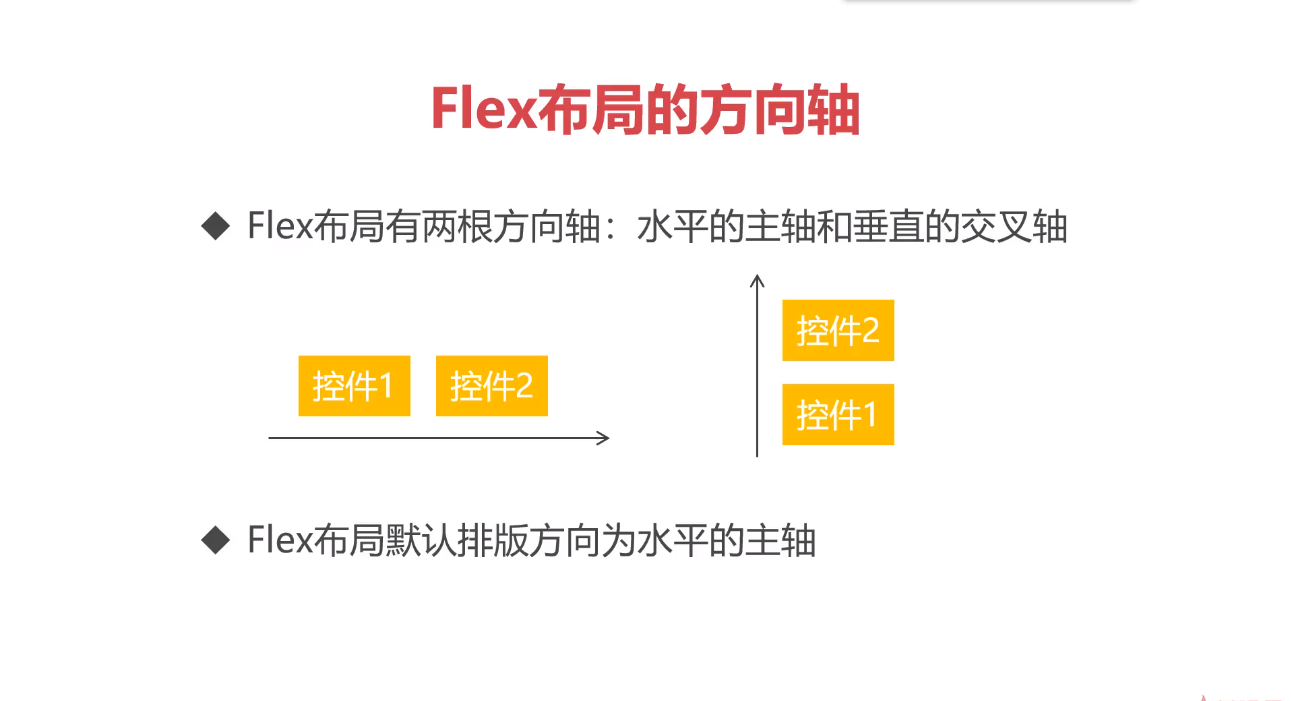 Flex布局的方向轴
◆ Flex布局有两根方向轴：水平的主轴和垂直的交叉轴
控件1 控件2
控件2
控件1
◆ Flex布局默认排版方向为水平的主轴